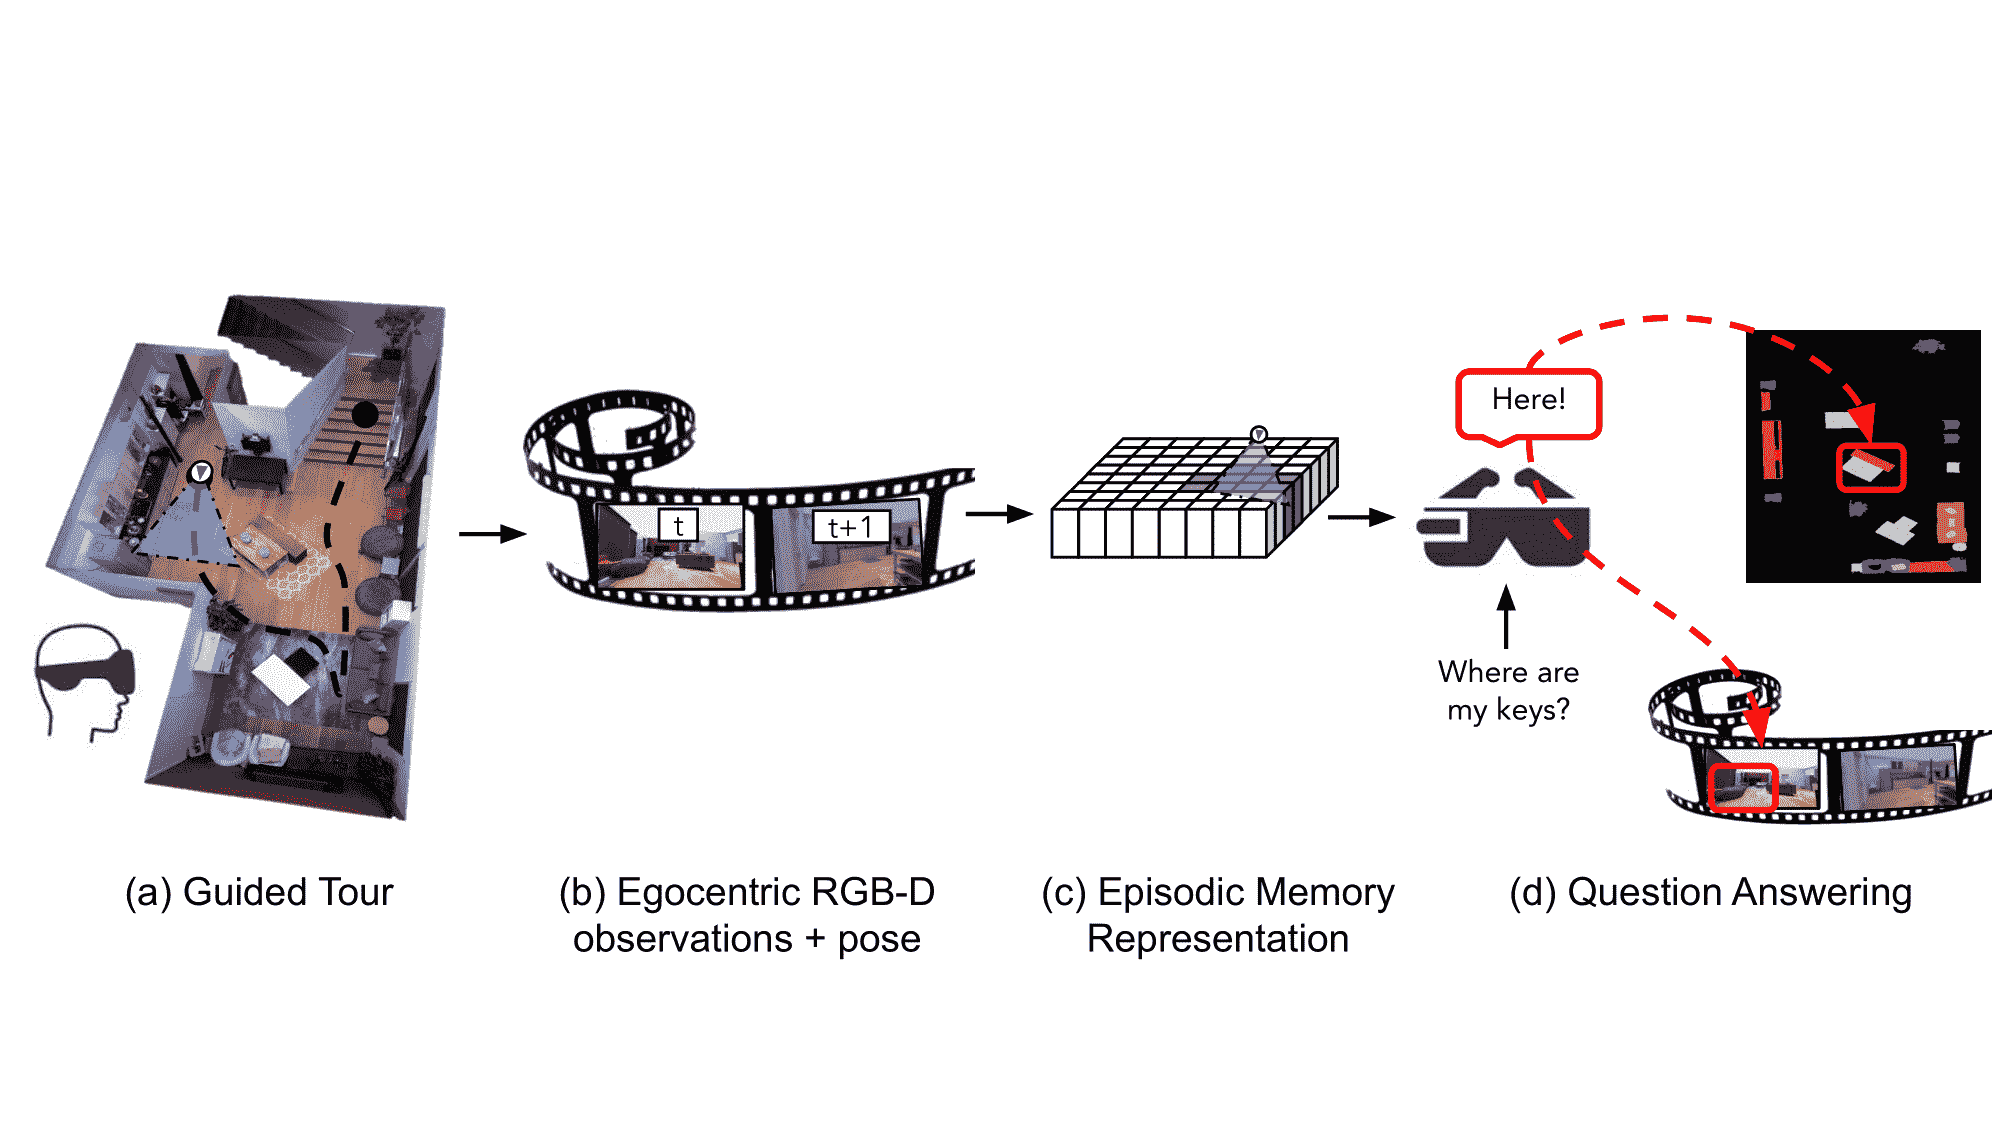 t
t+1
Here!
Where are
my keys?
(a) Guided Tour
(b) Egocentric RGB-D
observations + pose
(c) Episodic Memory
Representation
(d) Question Answering